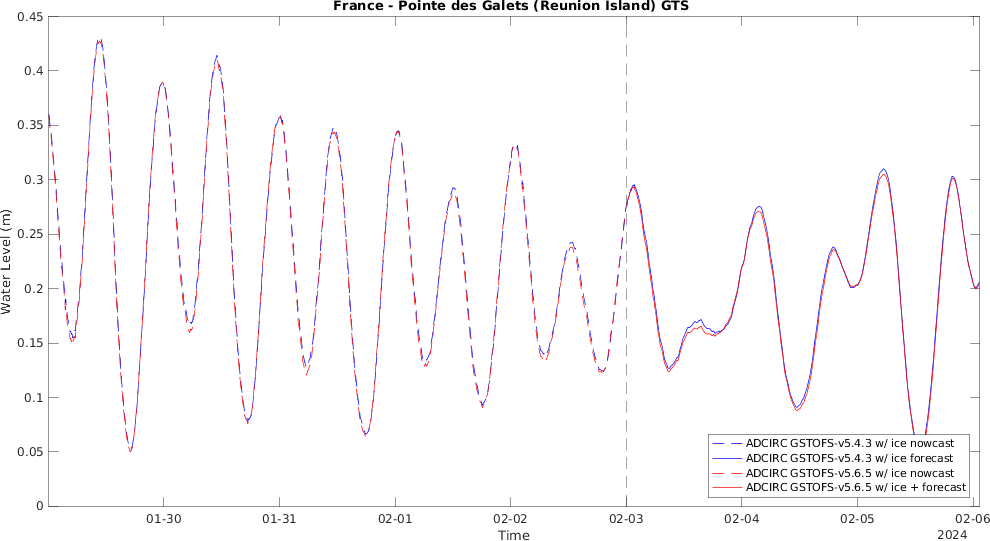 France - Pointe des Galets (Reunion Island) GTS
0.45
0.4
0.35
0.3
0.25
0.2
0.15
0.1
0.05
0
Water Level (m)
01-30
01-31
02-01
02-02
02-03
02-04
02-05
02-06
Time
2024
ADCIRC GSTOFS-v5.4.3 w/ ice nowcast
ADCIRC GSTOFS-v5.4.3 w/ ice forecast
ADCIRC GSTOFS-v5.6.5 w/ ice nowcast
ADCIRC GSTOFS-v5.6.5 w/ ice + forecast